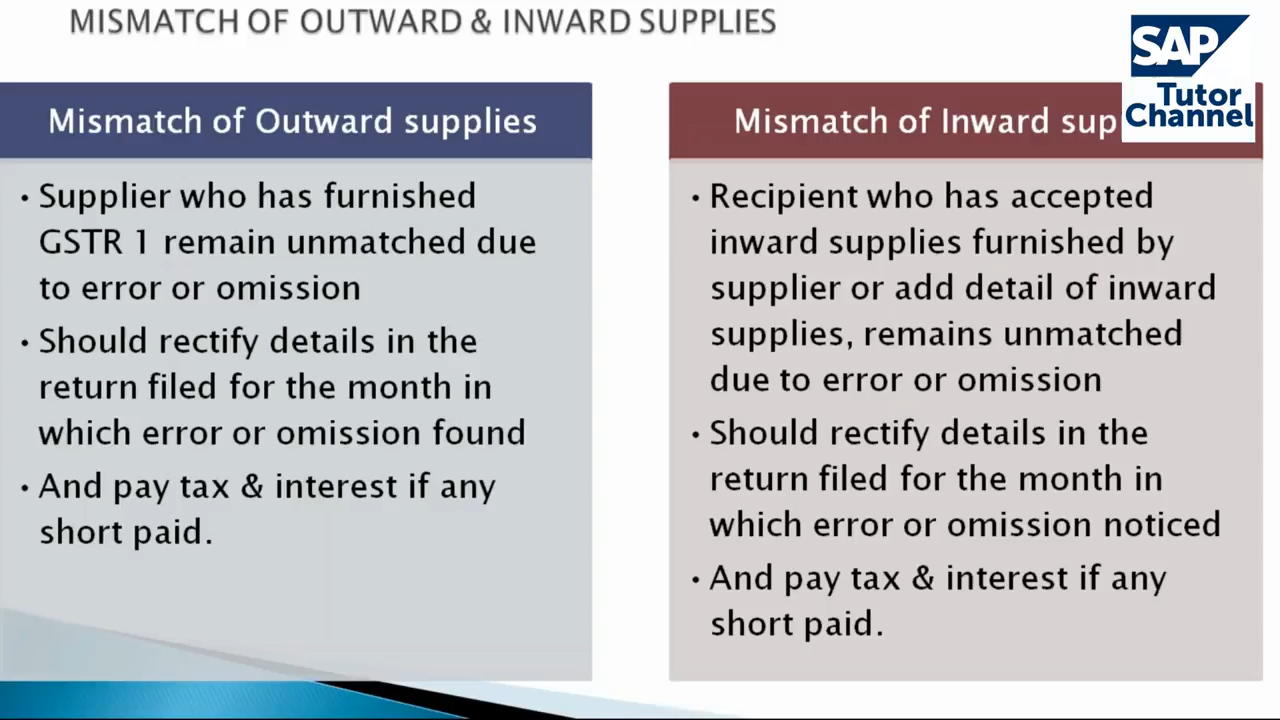 MISMATCH OF OUTWARD & INWARD SUPPLIES
SAP
Tutor
Channel
Mismatch of Outward supplies
• Supplier who has furnished
GSTR 1 remain unmatched due
to error or omission
• Should rectify details in the
return filed for the month in
which error or omission found
• And pay tax & interest if any
short paid.
Mismatch of Inward sup
• Recipient who has accepted
inward supplies furnished by
supplier or add detail of inward
supplies, remains unmatched
due to error or omission
• Should rectify details in the
return filed for the month in
which error or omission noticed
• And pay tax & interest if any
short paid.